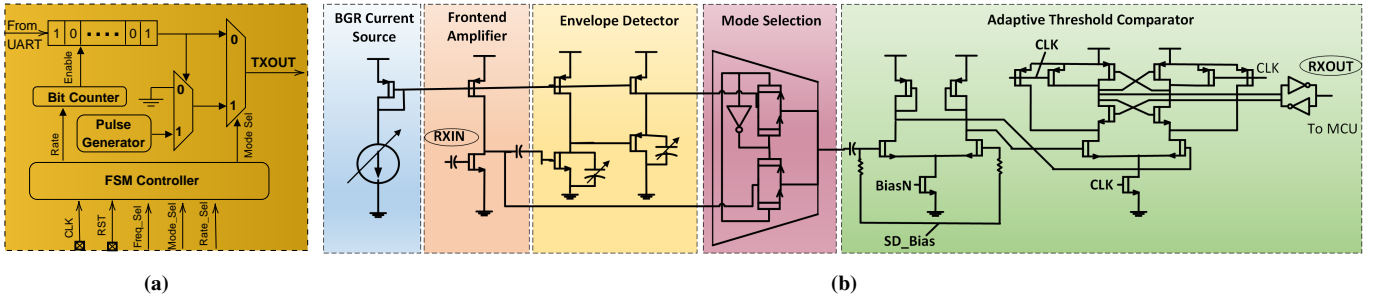 From
UART
1 0 0 1
Enable
0
1
TXOUT
Bit Counter
0
1
Pulse
Generator
Rate
Mode Sel
FSM Controller
CLK
RST
Freq_Sel
Mode_Sel
Rate_Sel
(a)
BGR Current
Source
Frontend
Amplifier
RXIN
Envelope Detector
Mode Selection
Adaptive Threshold Comparator
CLK
CLK
RXOUT
To MCU
BiasN
CLK
SD_Bias
(b)